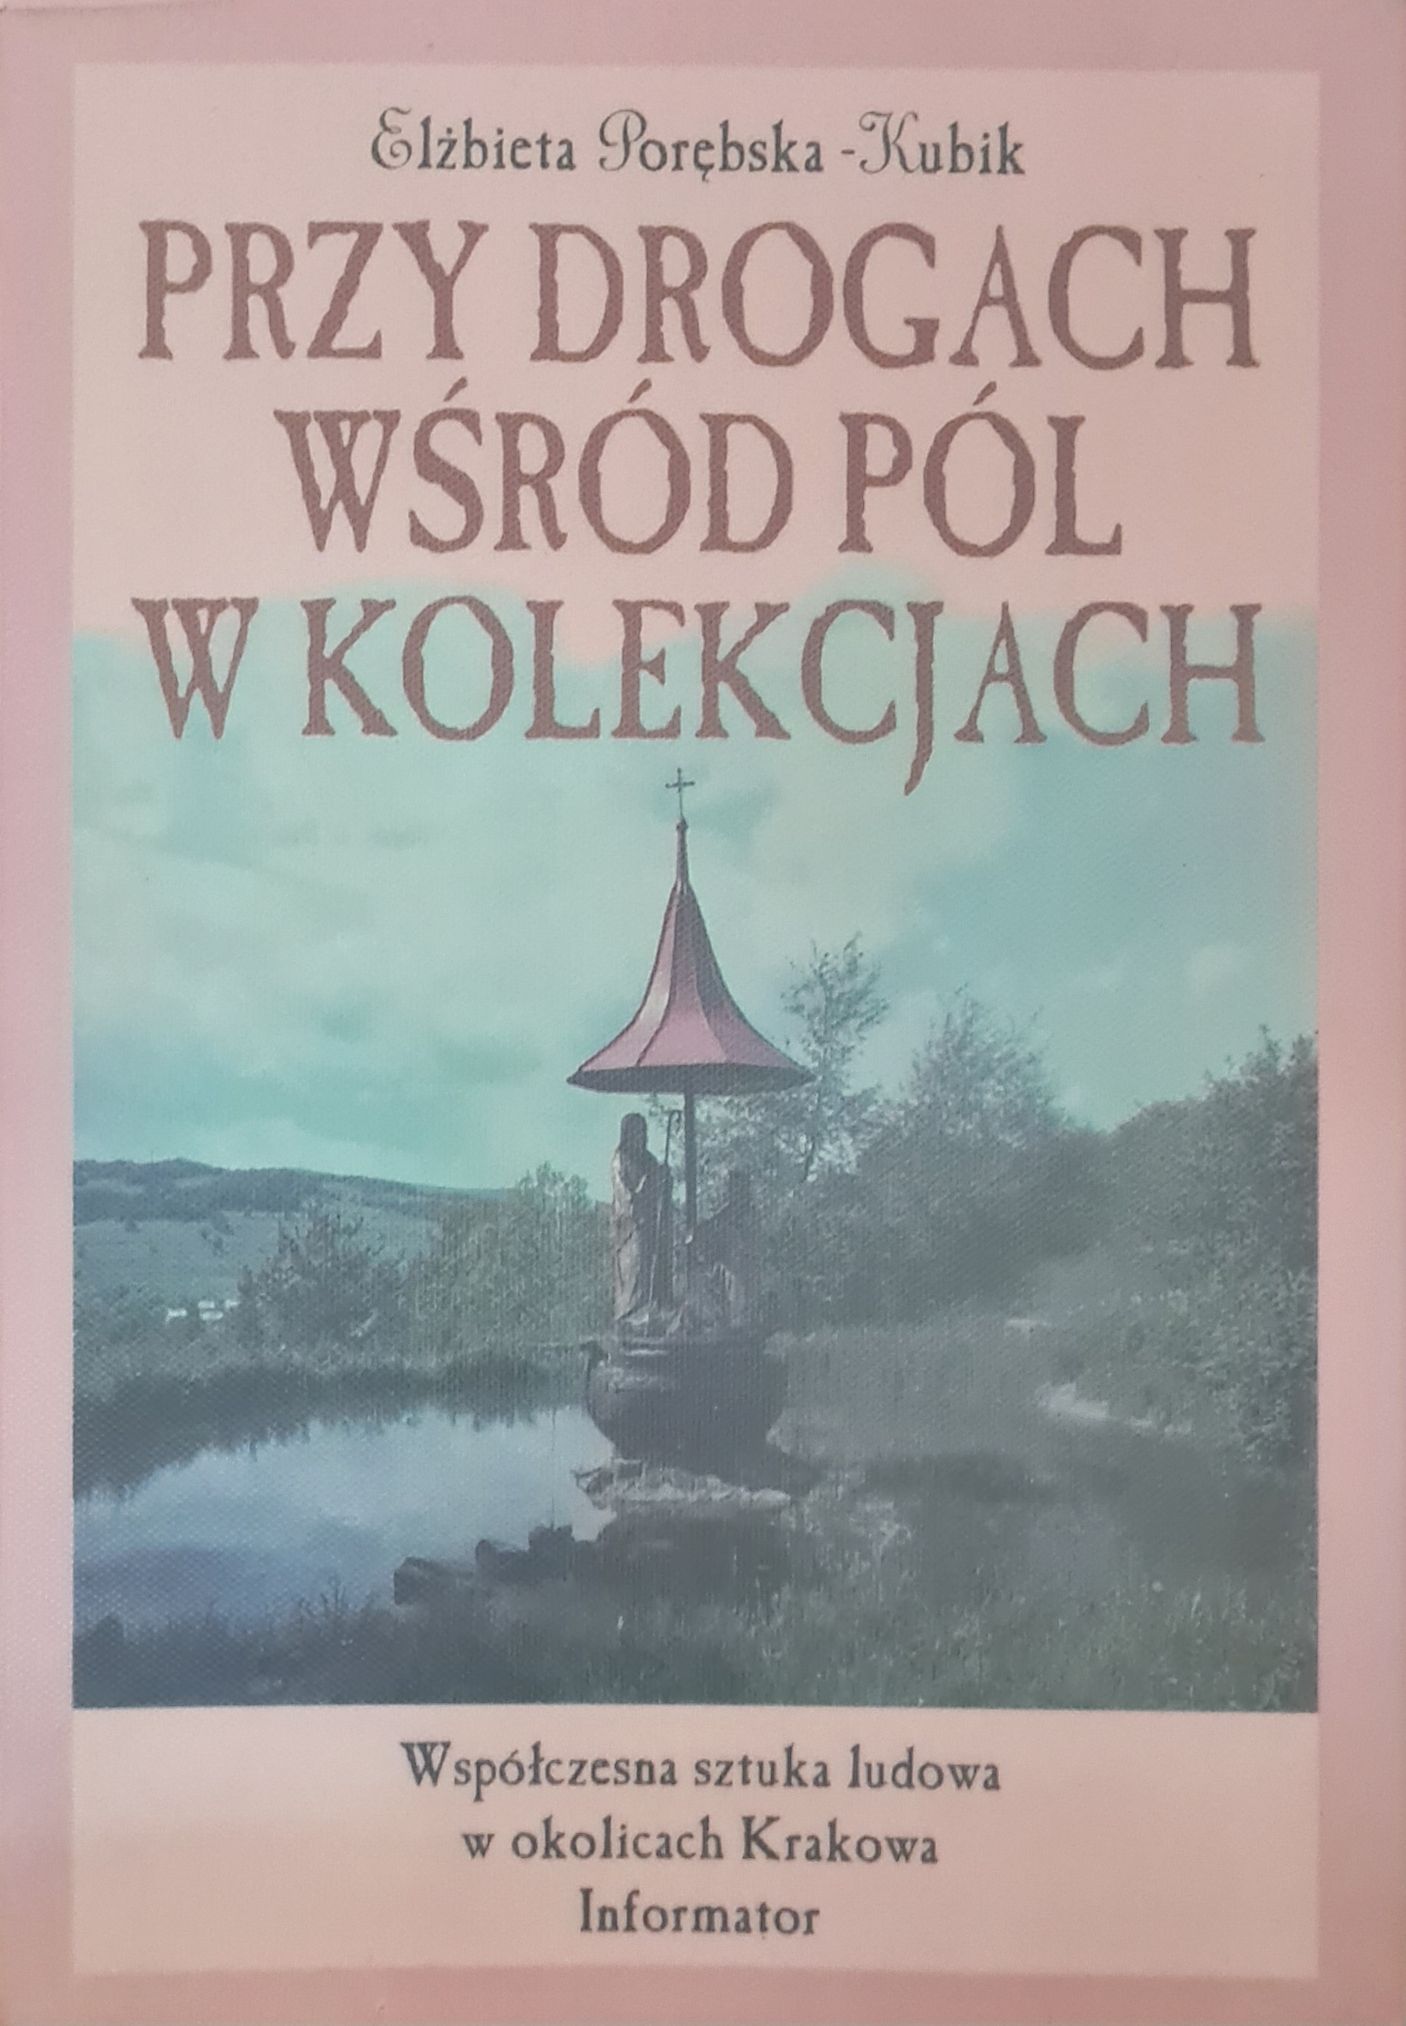 Elżbieta Porębska-Kubik
PRZY DROGACH
WŚRÓD PÓL
W KOLEKCJACH
Współczesna sztuka ludowa
w okolicach Krakowa
Informator